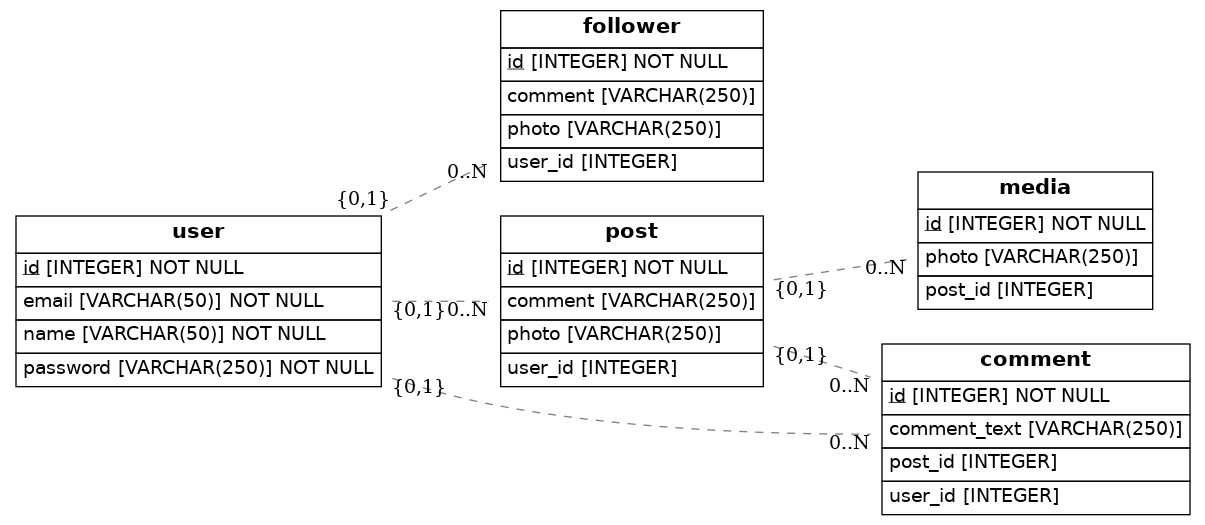 follower
id [INTEGER] NOT NULL
comment [VARCHAR(250)]
photo [VARCHAR(250)]
user_id [INTEGER]
0..N
{0,1}
user
id [INTEGER] NOT NULL
email [VARCHAR(50)] NOT NULL
name [VARCHAR(50)] NOT NULL
password [VARCHAR(250)] NOT NULL
{0,1}
0..N
{0,1}
post
id [INTEGER] NOT NULL
comment [VARCHAR(250)]
photo [VARCHAR(250)]
user_id [INTEGER]
{0,1}
0..N
{0,1}
0..N
0..N
media
id [INTEGER] NOT NULL
photo [VARCHAR(250)]
post_id [INTEGER]
comment
id [INTEGER] NOT NULL
comment_text [VARCHAR(250)]
post_id [INTEGER]
user_id [INTEGER]